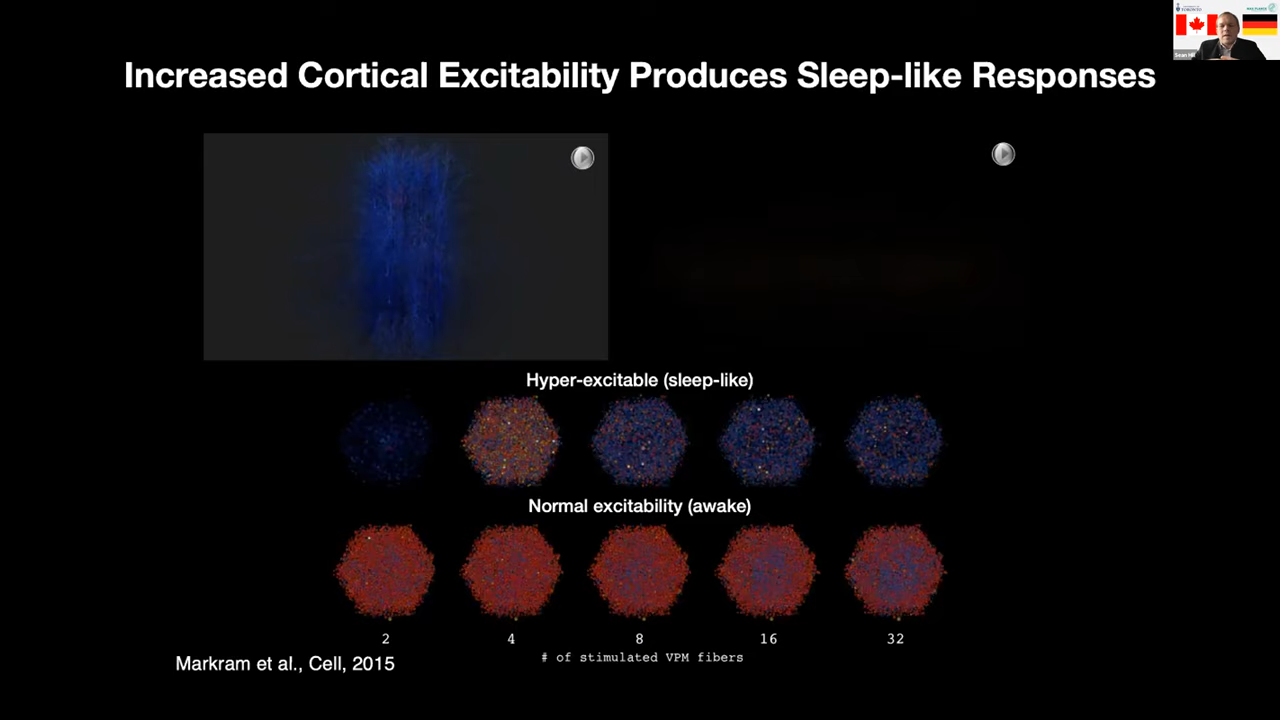 TORONTO
Increased Cortical Excitability Produces Sleep-like Responses
Hyper-excitable (sleep-like)
Normal excitability (awake)
2 4 8 16 32
# of stimulated VPM fibers
Markram et al., Cell, 2015